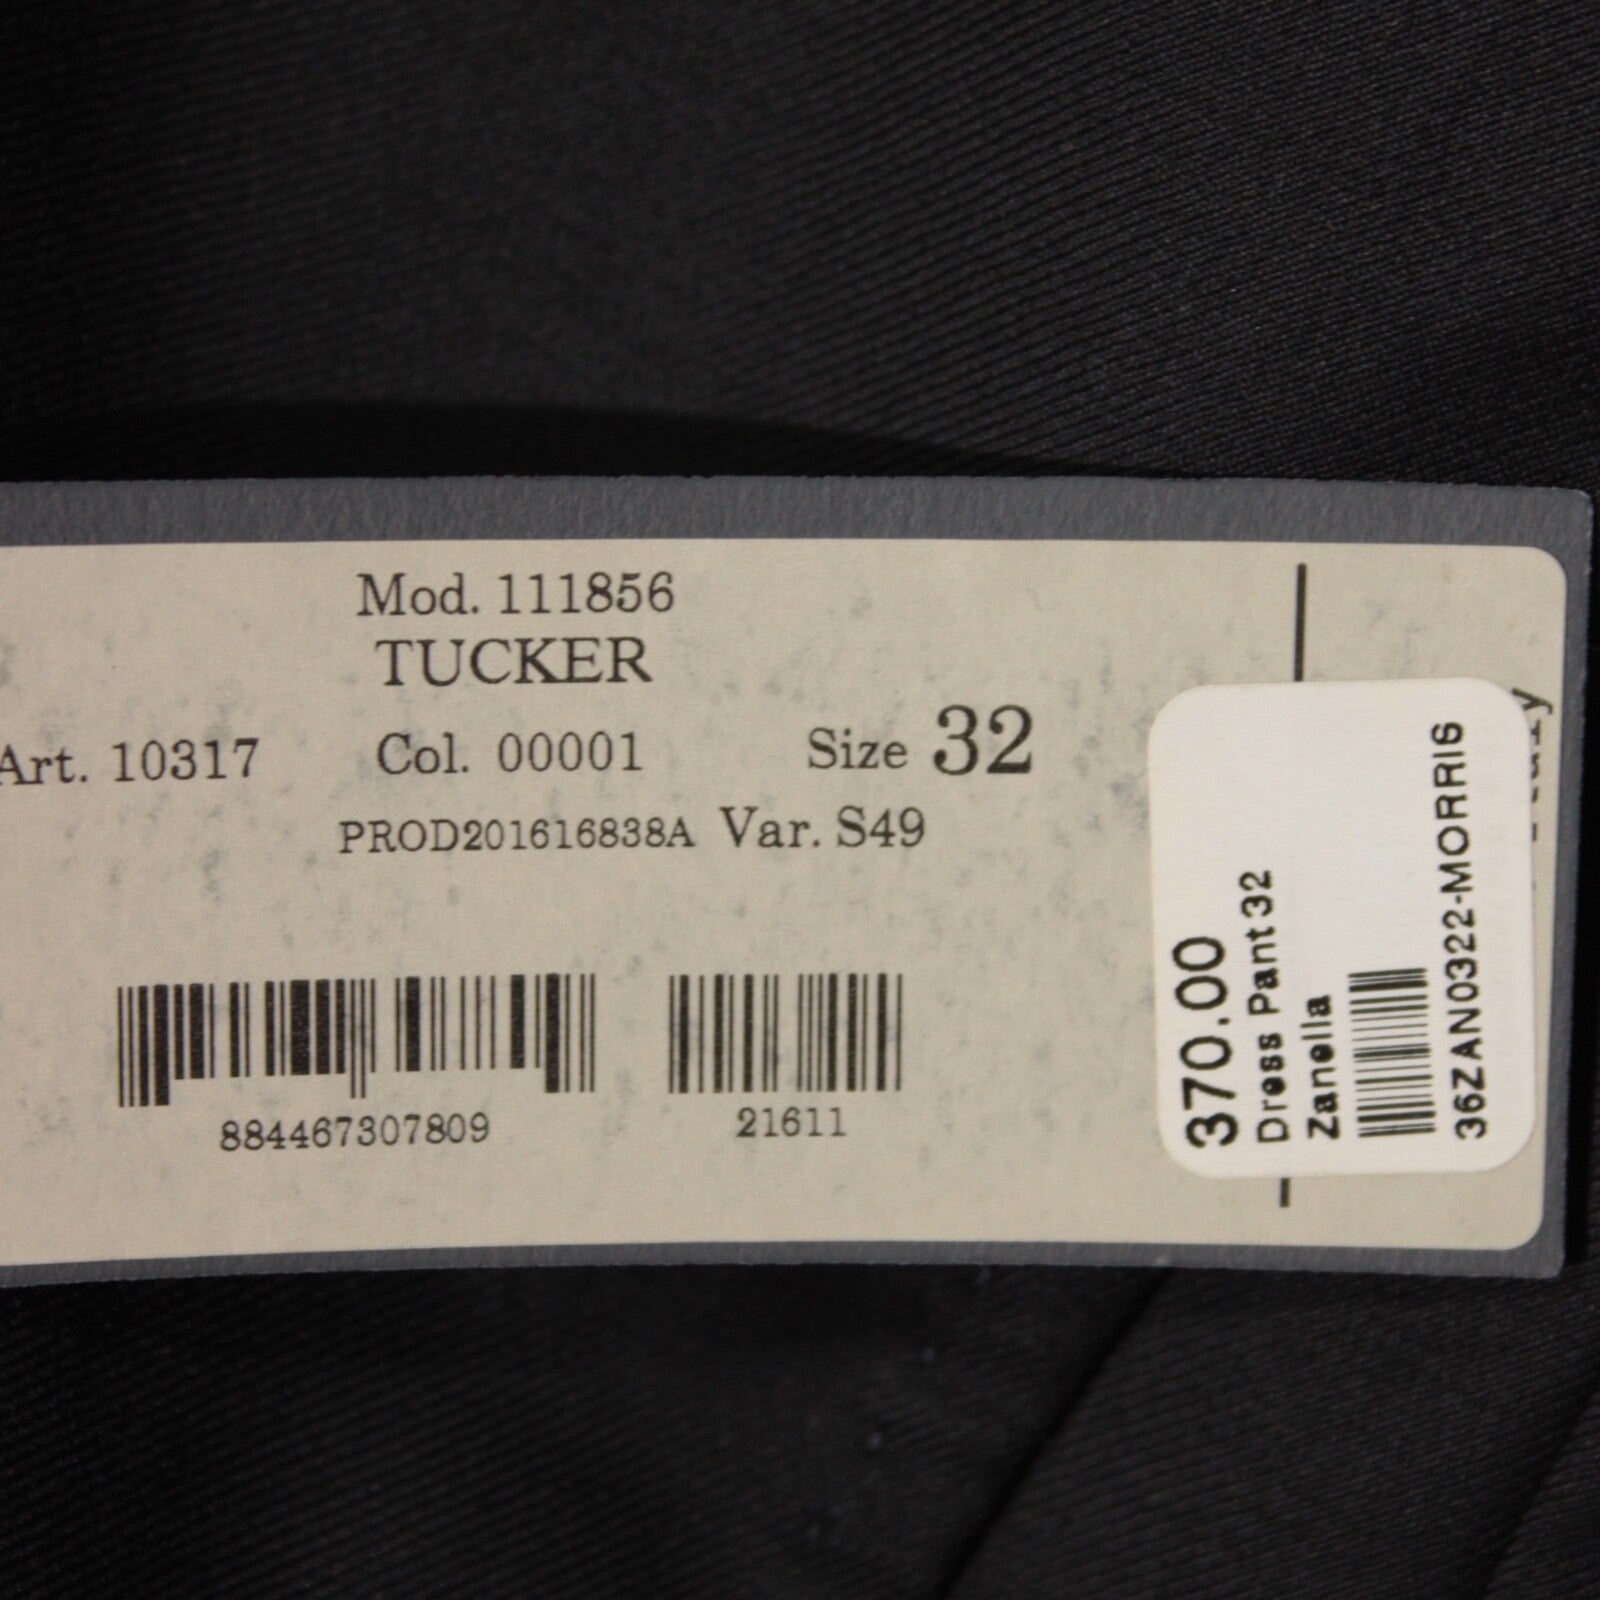 Mod. 111856
TUCKER
Art. 10317 Col. 00001 Size 32
PROD201616838A Var. S49
884467307809 21611
370.00
Dress Pant 32
Zanella
36ZAN0322-MORRIS